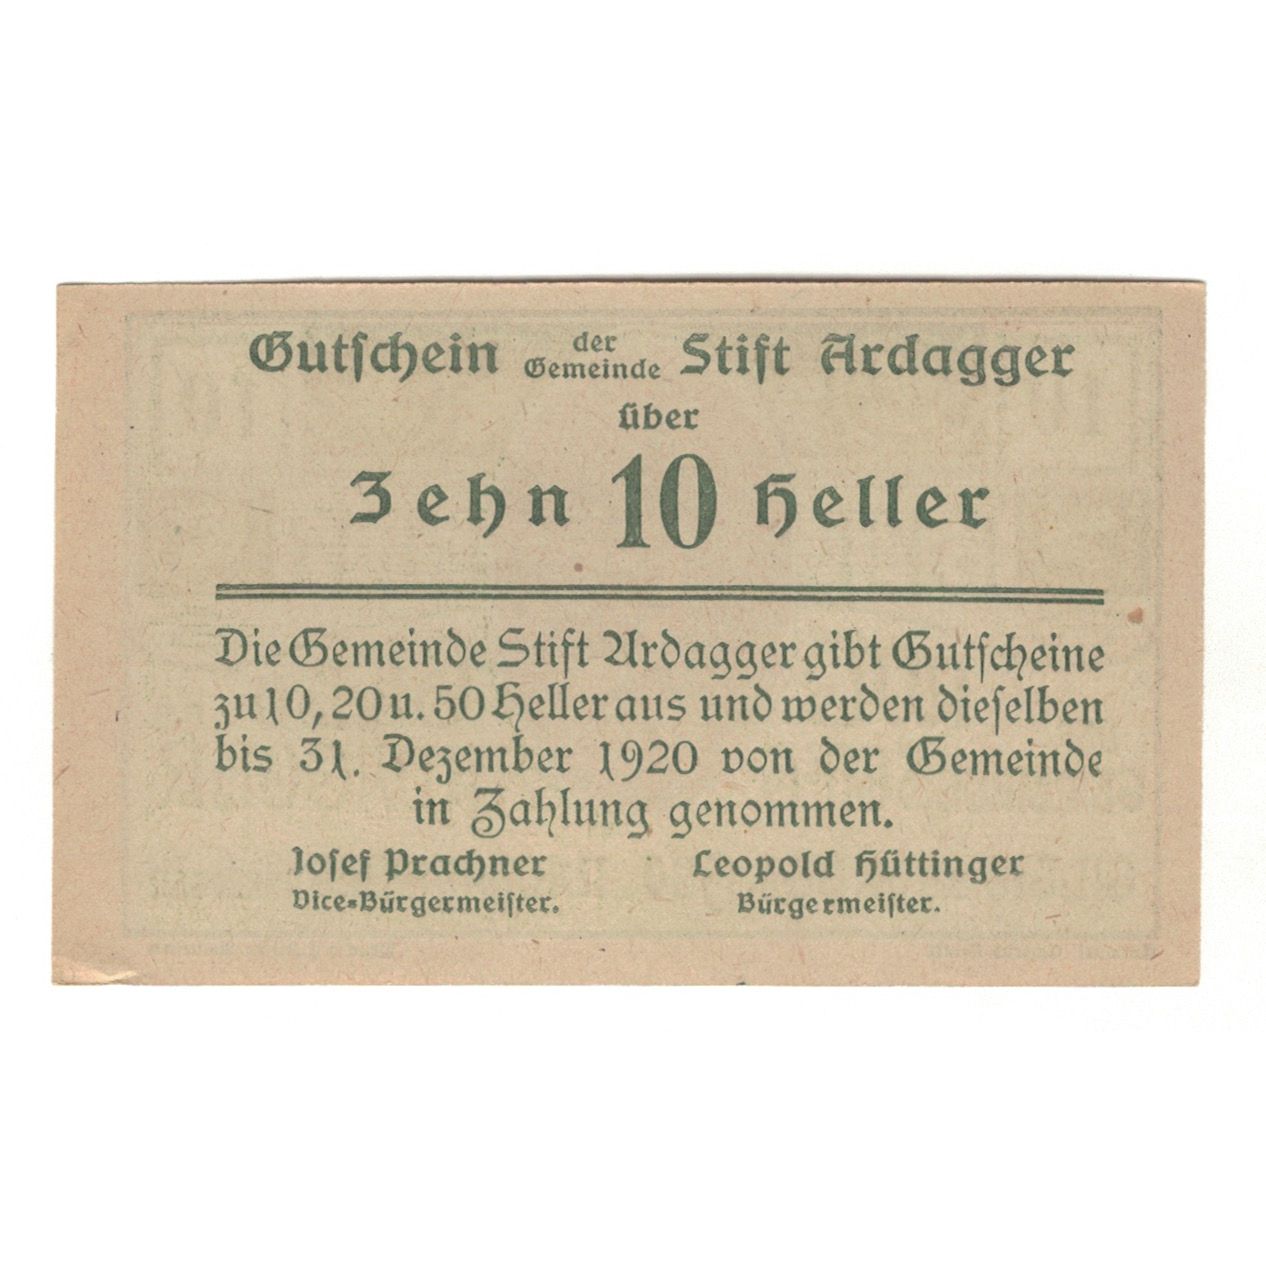 Gutschein der Gemeinde Stift Ardagger
über
Zehn 10 Heller
Die Gemeinde Stift Ardagger gibt Gutscheine
zu 10, 20 u. 50 Heller aus und werden dieselben
bis 31. Dezember 1920 von der Gemeinde
in Zahlung genommen.
Josef Prachner Leopold Hüttinger
Vice-Bürgermeister. Bürgermeister.